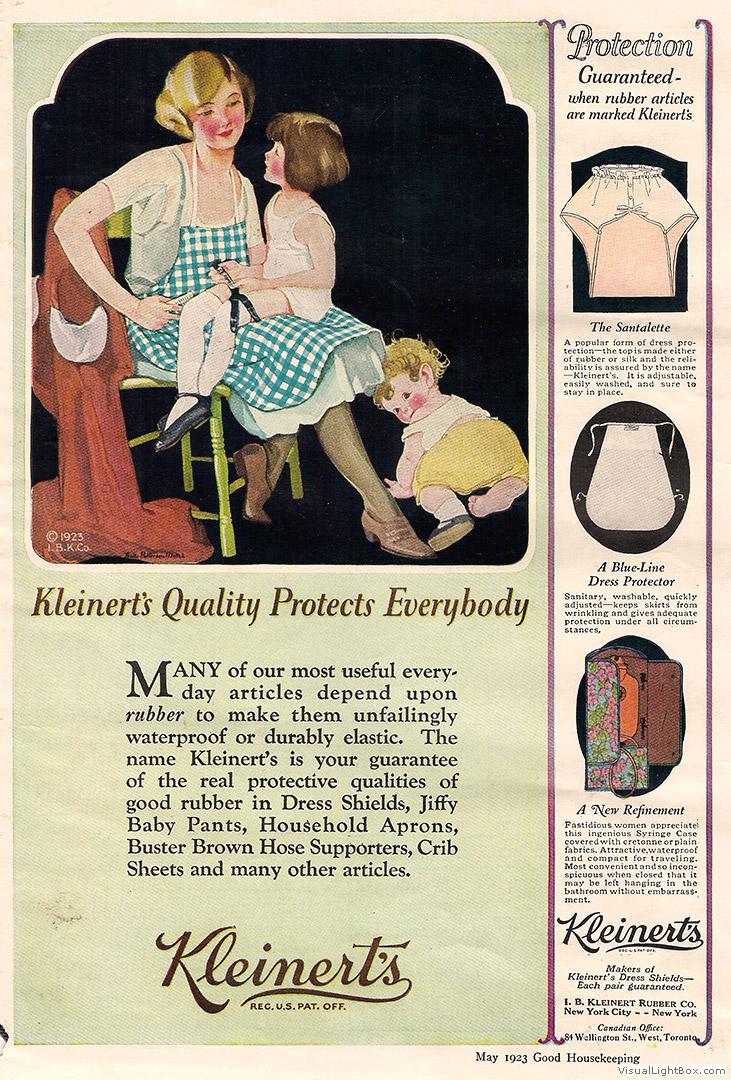 © 1923
I.B.K.Co.
Kleinert's Quality Protects Everybody
MANY of our most useful every-
day articles depend upon
rubber to make them unfailingly
waterproof or durably elastic. The
name Kleinert's is your guarantee
of the real protective qualities of
good rubber in Dress Shields, Jiffy
Baby Pants, Household Aprons,
Buster Brown Hose Supporters, Crib
Sheets and many other articles.
Kleinert's
REG. U.S. PAT. OFF.
Protection
Guaranteed-
when rubber articles
are marked Kleinert's
The Santalette
A popular form of dress pro-
tection—the top is made either
of rubber or silk and the reli-
ability is assured by the name
—Kleinert's. It is adjustable,
easily washed, and sure to
stay in place.
A Blue-Line
Dress Protector
Sanitary, washable, quickly
adjusted—keeps skirts from
wrinkling and gives adequate
protection under all circum-
stances.
A New Refinement
Fastidious women appreciate
this ingenious Syringe Case
covered with cretonne or plain
fabrics. Attractive, waterproof
and compact for traveling.
Most convenient and so incon-
spicuous when closed that it
may be left hanging in the
bathroom without embarrass-
ment.
Kleinert's
REG. U.S. PAT. OFF.
Makers of
Kleinert's Dress Shields—
Each pair guaranteed.
I. B. KLEINERT RUBBER CO.
New York City - - New York
Canadian Office:
84 Wellington St., West, Toronto
May 1923 Good Housekeeping
VisualLightBox.com